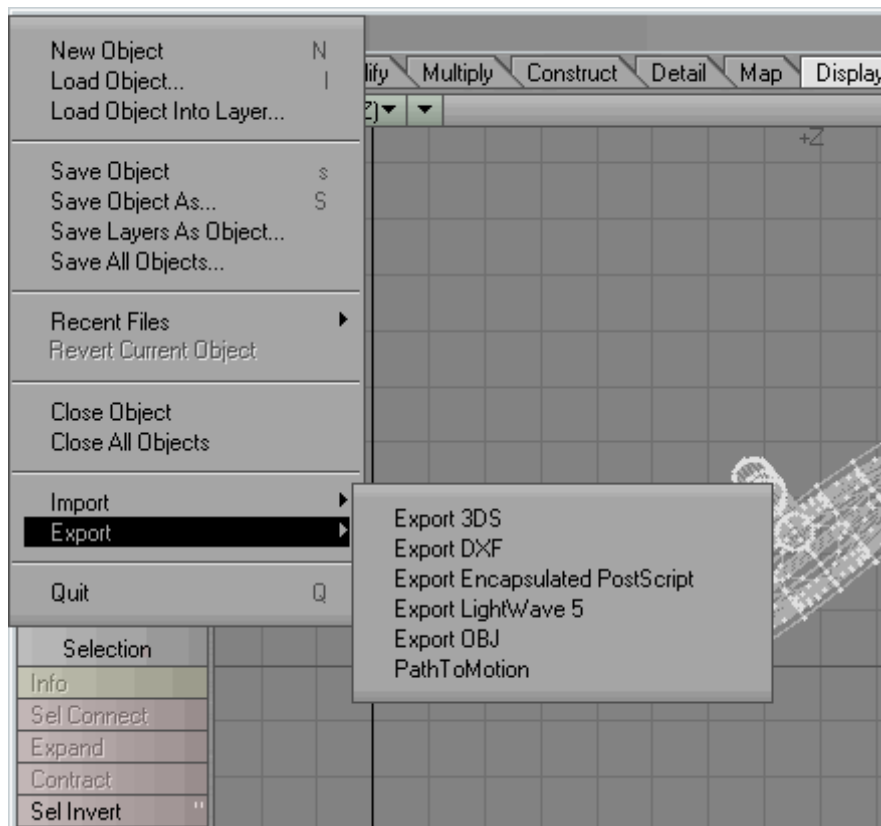 New Object N
Load Object... l
Load Object Into Layer...
Save Object s
Save Object As... S
Save Layers As Object...
Save All Objects...
Recent Files
Revert Current Object
Close Object
Close All Objects
Import
Export
Quit Q
Export 3DS
Export DXF
Export Encapsulated PostScript
Export LightWave 5
Export OBJ
PathToMotion
lify Multiply Construct Detail Map Display
Z)
+Z
Selection
Info
Sel Connect
Expand
Contract
Sel Invert "